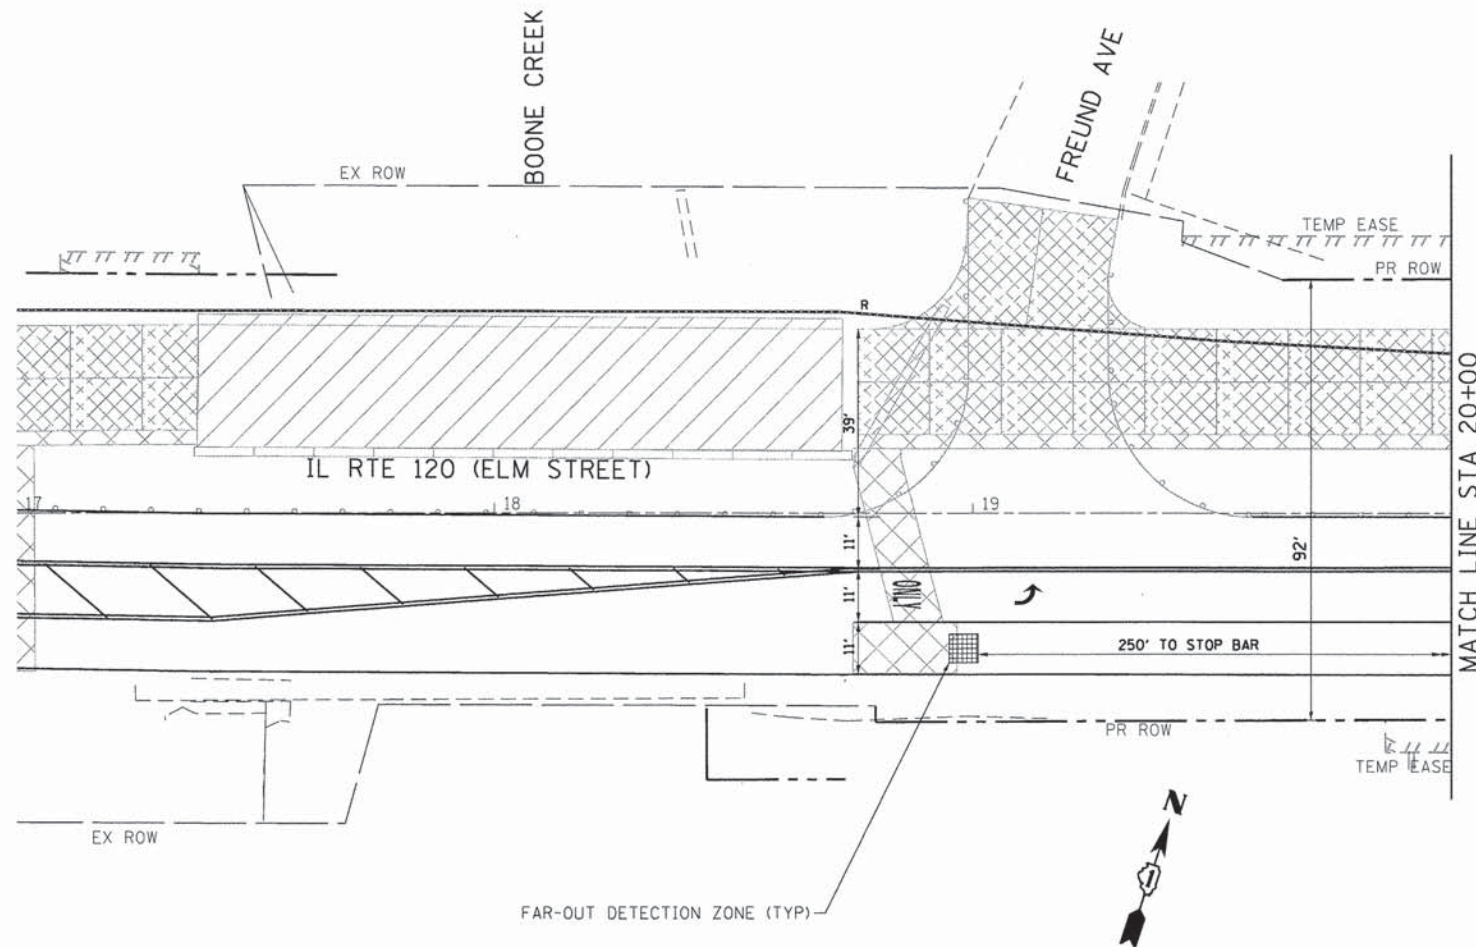 BOONE CREEK
FREUND AVE
EX ROW
TEMP EASE
PR ROW
R
39'
IL RTE 120 (ELM STREET)
17
18
19
11'
92'
11'
ONLY
11'
250' TO STOP BAR
MATCH LINE STA 20+00
PR ROW
TEMP EASE
EX ROW
N
1
FAR-OUT DETECTION ZONE (TYP)